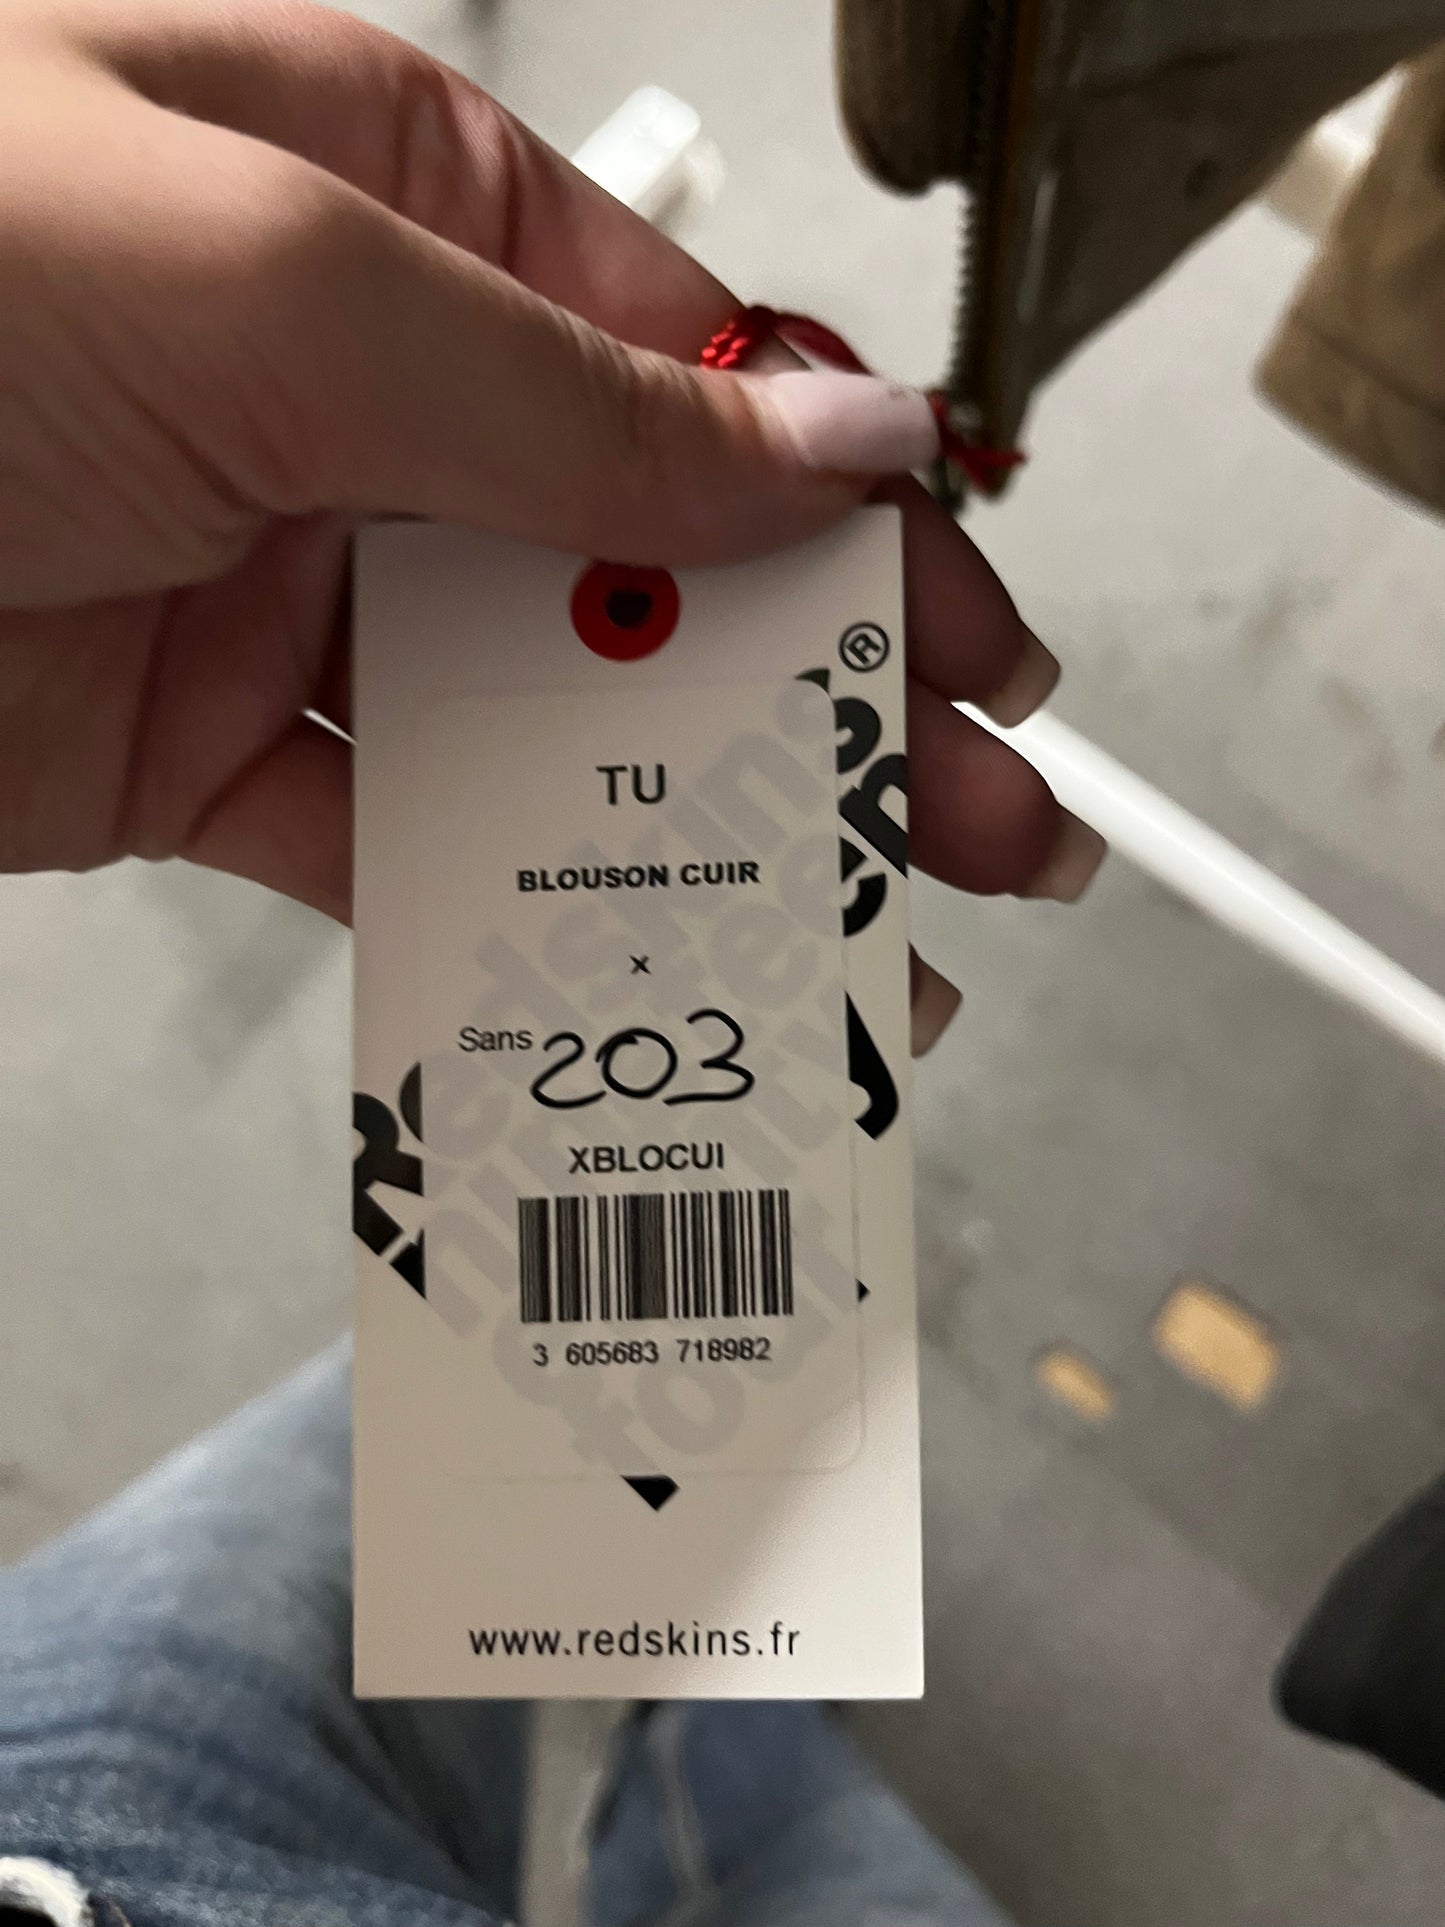 ®
TU
BLOUSON CUIR
x
Sans 203
XBLOCUI
3 605683 718982
www.redskins.fr